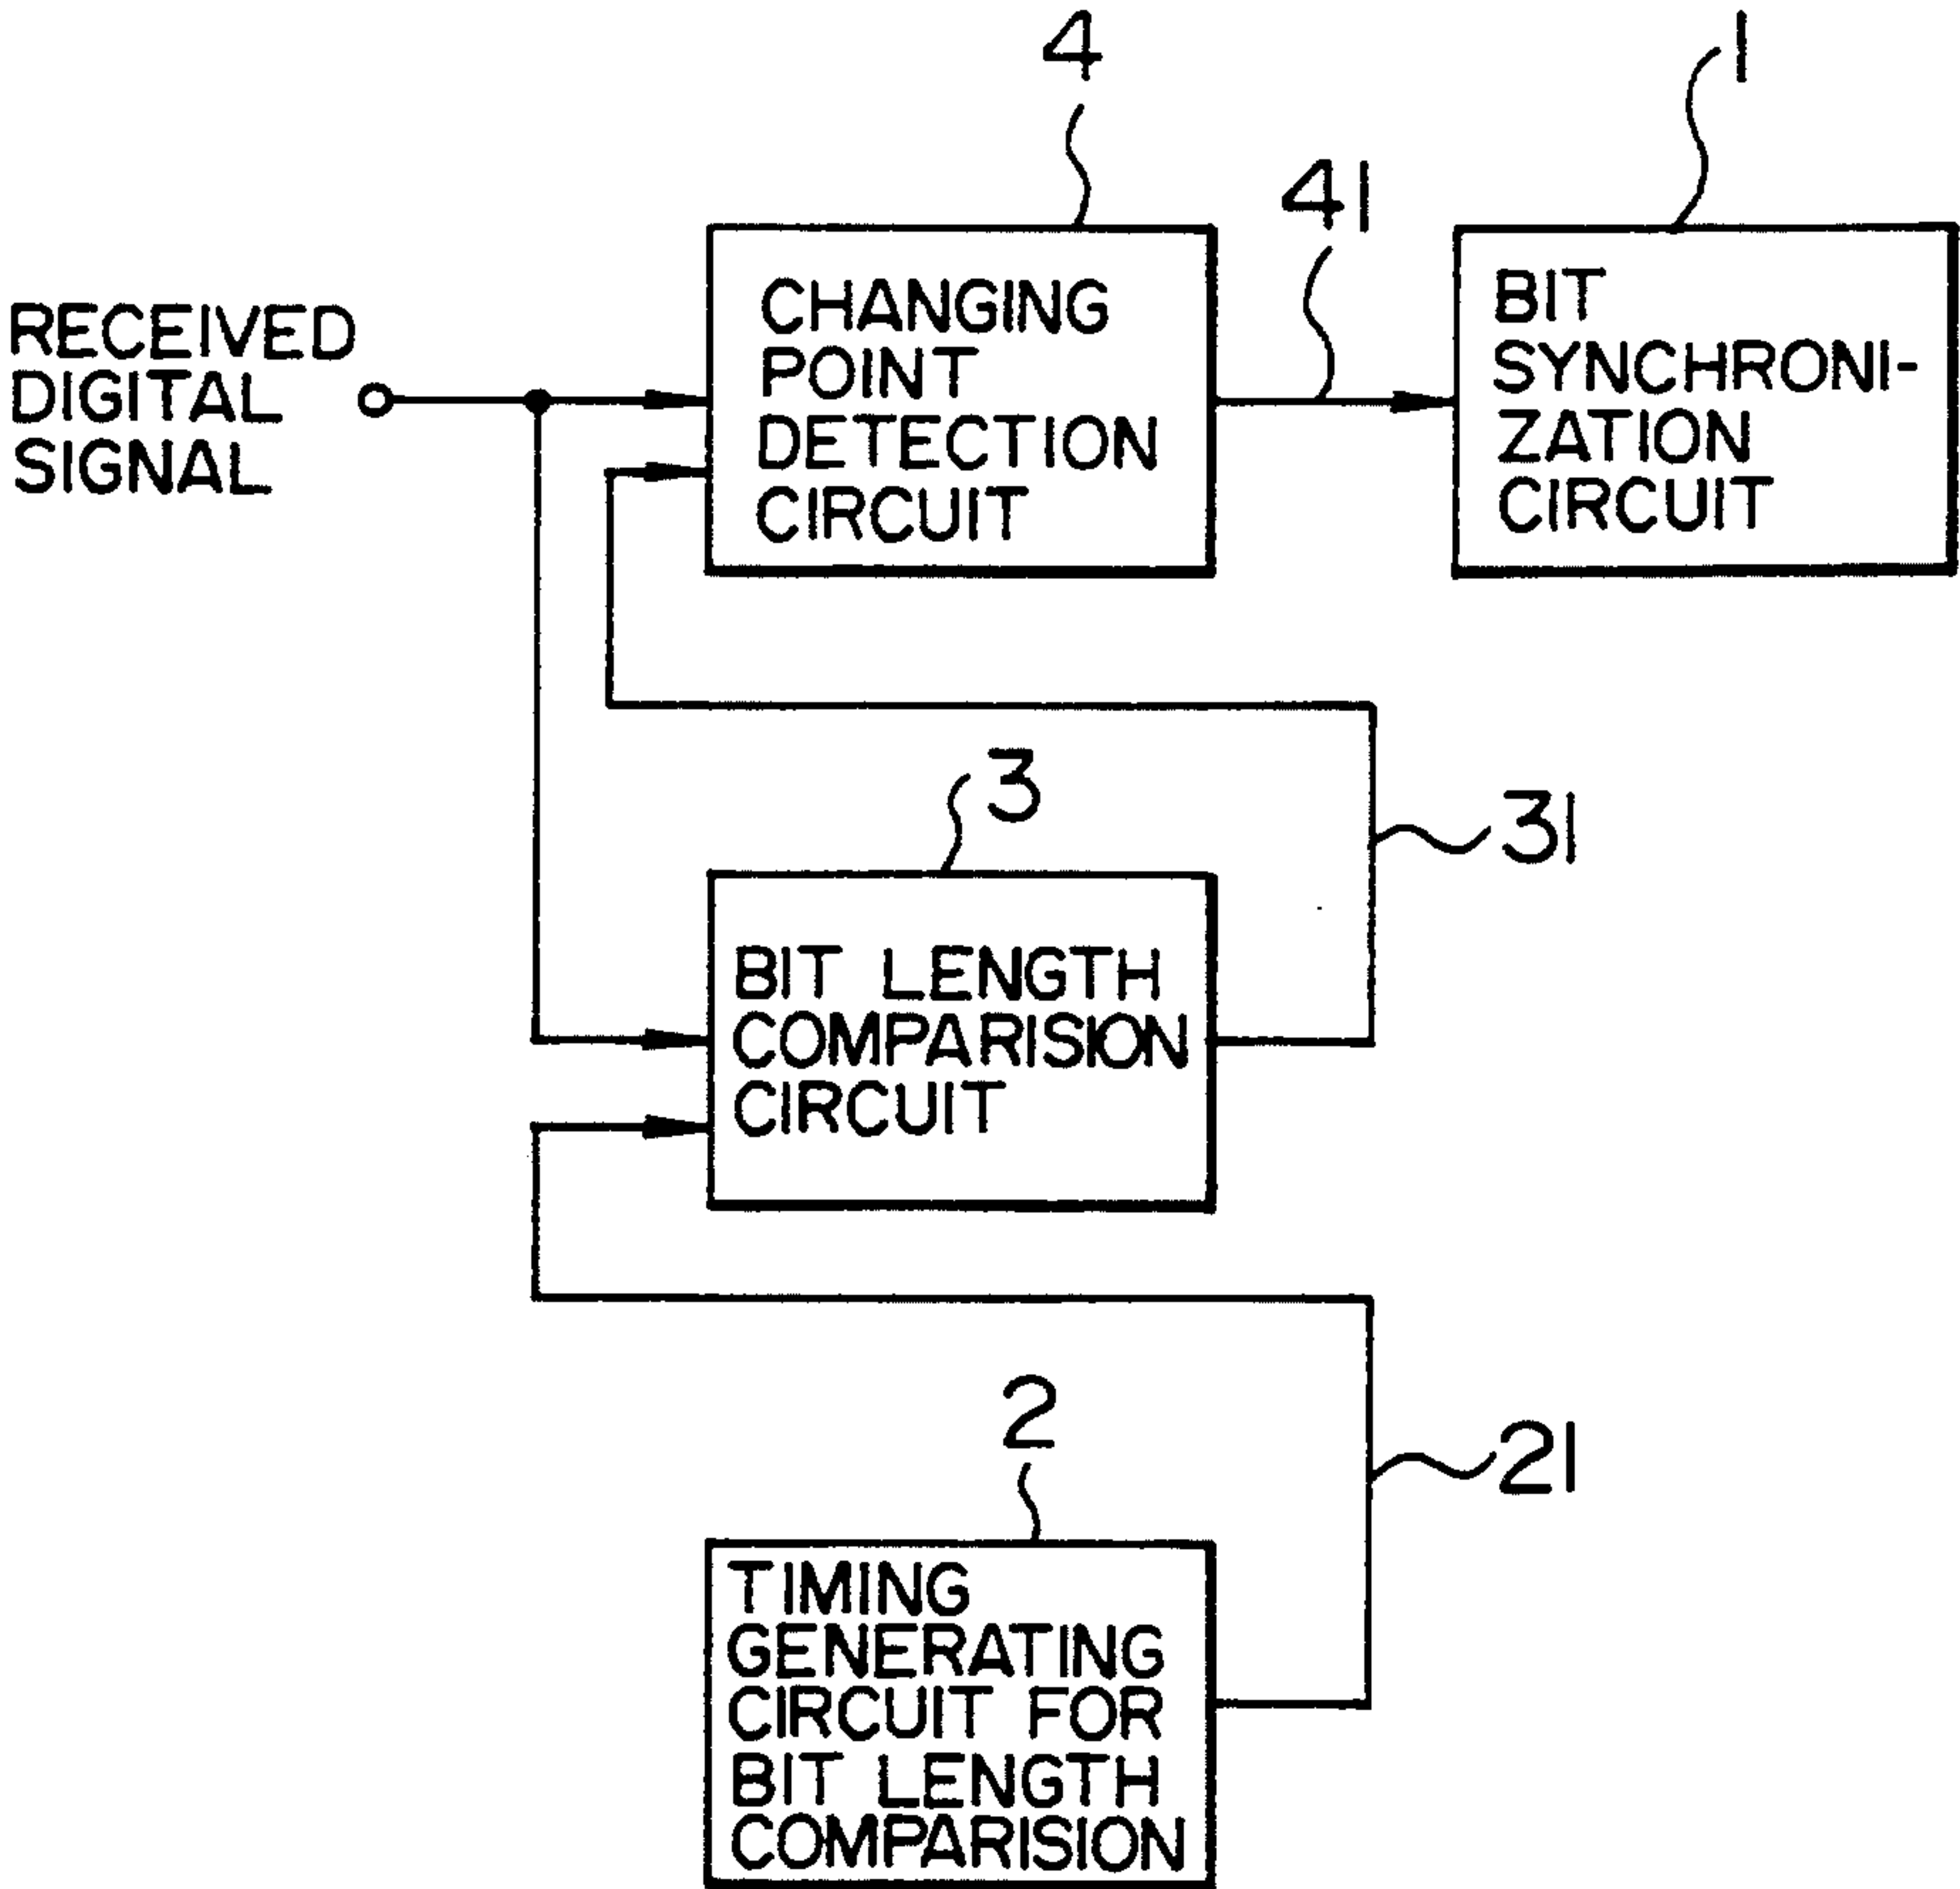 4
1
41
RECEIVED
DIGITAL
SIGNAL
CHANGING
POINT
DETECTION
CIRCUIT
BIT
SYNCHRONI-
ZATION
CIRCUIT
3
31
BIT LENGTH
COMPARISION
CIRCUIT
2
21
TIMING
GENERATING
CIRCUIT FOR
BIT LENGTH
COMPARISION